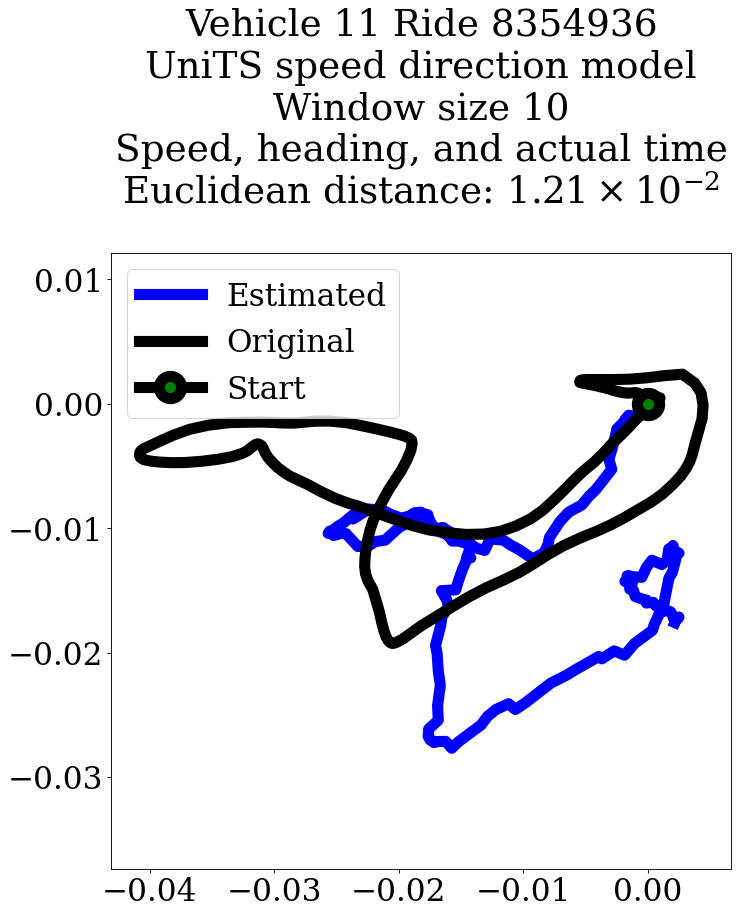 Vehicle 11 Ride 8354936
UniTS speed direction model
Window size 10
Speed, heading, and actual time
Euclidean distance: 1.21 × 10⁻²
Estimated
Original
Start
0.01
0.00
−0.01
−0.02
−0.03
−0.04 −0.03 −0.02 −0.01 0.00